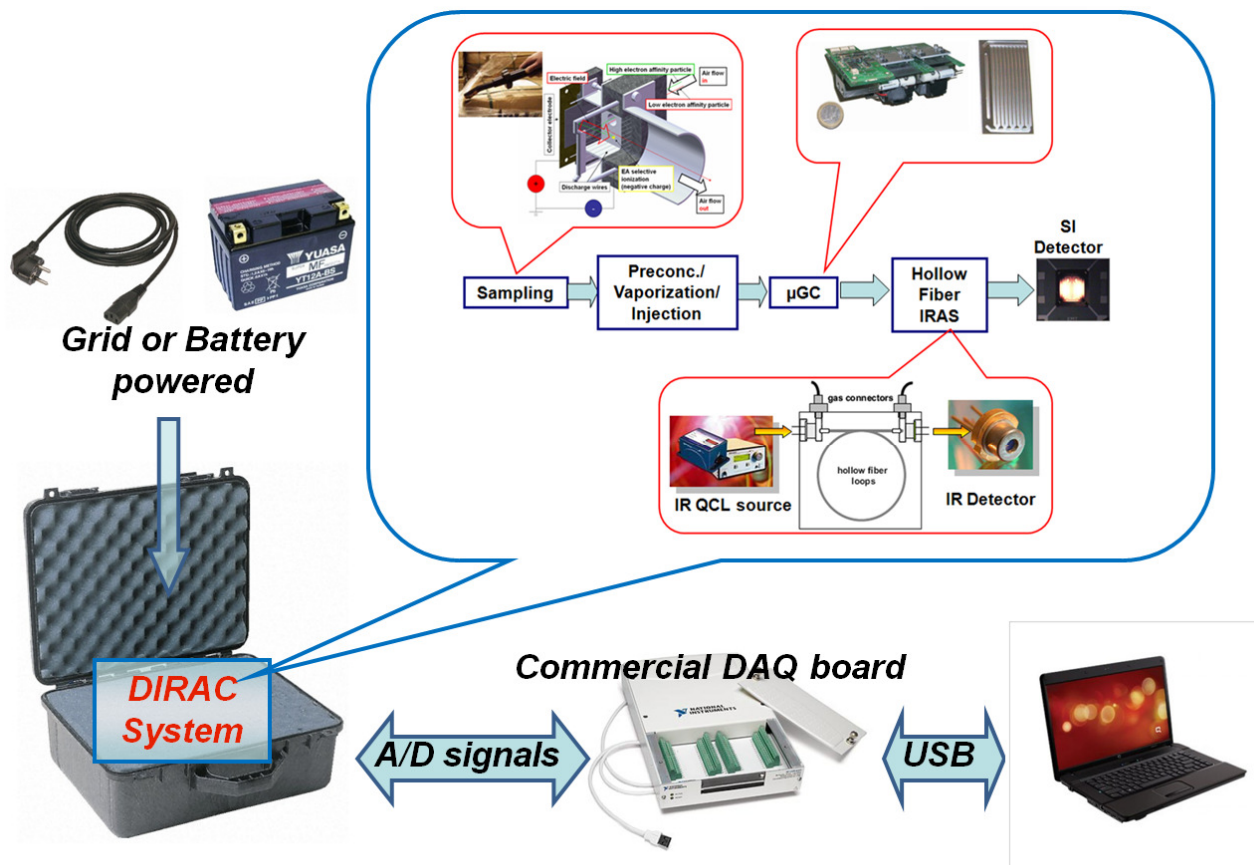 High electron affinity particle
Air flow
in
Electric field
Low electron affinity particle
Collector electrode
EA selective
ionization
(negative charge)
Discharge wires
Air flow
out
SI
Detector
Sampling
Preconc./
Vaporization/
Injection
µGC
Hollow
Fiber
IRAS
gas connectors
hollow fiber
loops
IR QCL source
IR Detector
YUASA
MF
YT12A-BS
Grid or Battery
powered
DIRAC
System
A/D signals
Commercial DAQ board
NATIONAL
INSTRUMENTS
USB